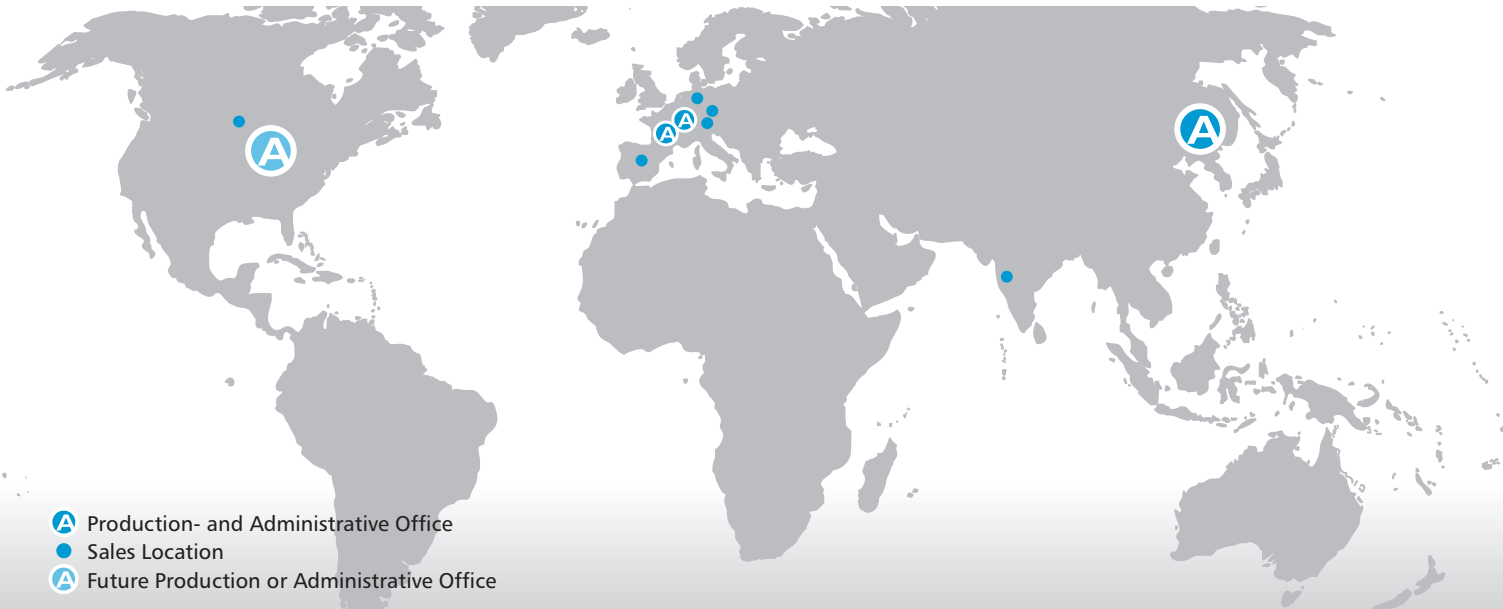 A
A
A
A
A Production- and Administrative Office
Sales Location
A Future Production or Administrative Office